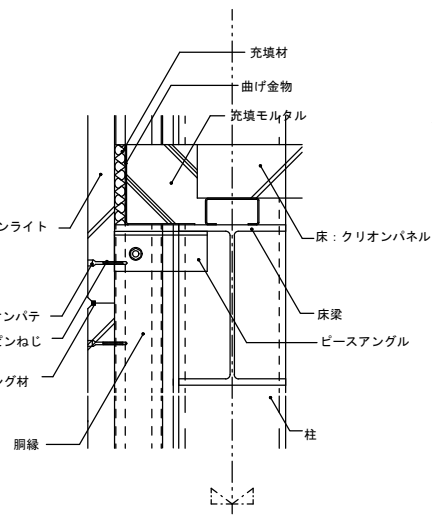 充填材
曲げ金物
充填モルタル
ンライト
床：クリオンパネル
床梁
ンパテ
ピンねじ
ピースアングル
グ材
胴縁
柱